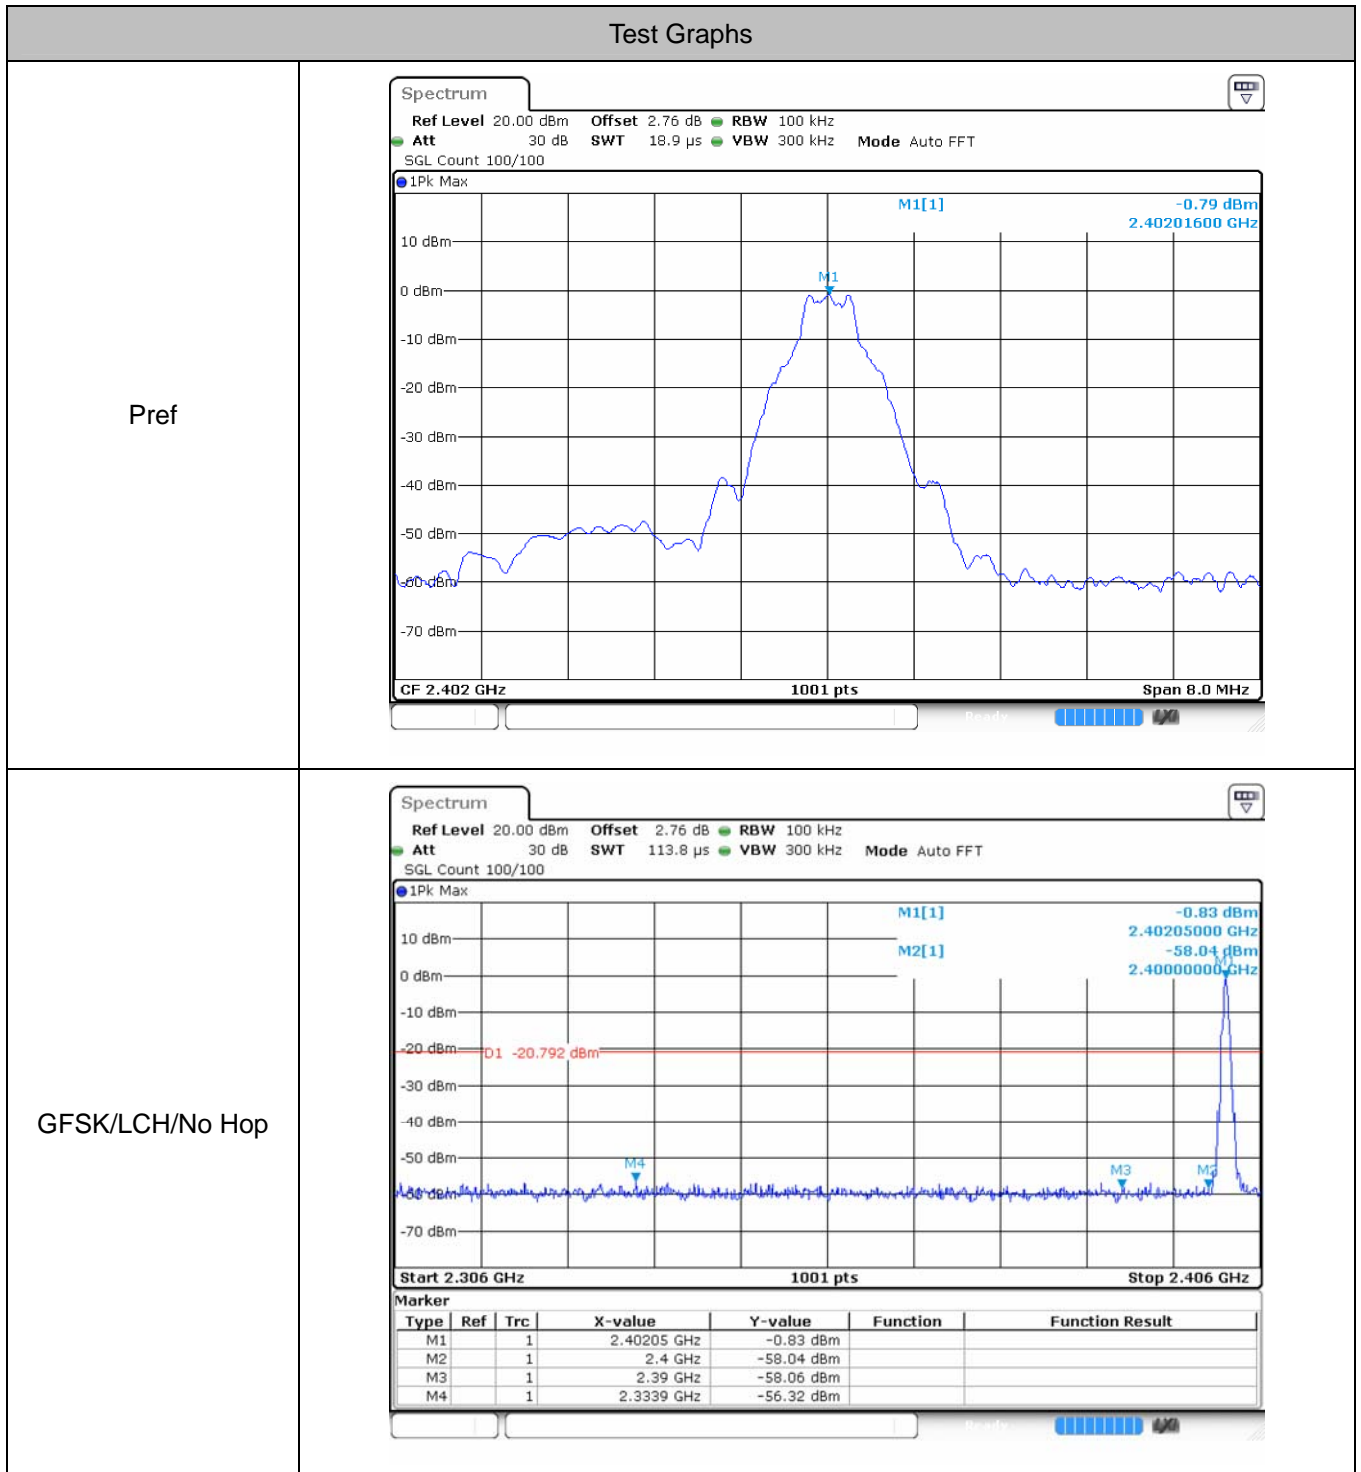 Test Graphs
Pref
Spectrum
Ref Level 20.00 dBm Offset 2.76 dB RBW 100 kHz
Att 30 dB SWT 18.9 µs VBW 300 kHz Mode Auto FFT
SGL Count 100/100
1Pk Max
M1[1] -0.79 dBm
2.40201600 GHz
10 dBm
M1
0 dBm
-10 dBm
-20 dBm
-30 dBm
-40 dBm
-50 dBm
-60 dBm
-70 dBm
CF 2.402 GHz 1001 pts Span 8.0 MHz
Ready
GFSK/LCH/No Hop
Spectrum
Ref Level 20.00 dBm Offset 2.76 dB RBW 100 kHz
Att 30 dB SWT 113.8 µs VBW 300 kHz Mode Auto FFT
SGL Count 100/100
1Pk Max
M1[1] -0.83 dBm
2.40205000 GHz
10 dBm
M2[1] -58.04 dBm
M1
0 dBm 2.40000000 GHz
-10 dBm
-20 dBm
D1 -20.792 dBm
-30 dBm
-40 dBm
-50 dBm
M4 M3 M2
-60 dBm
-70 dBm
Start 2.306 GHz 1001 pts Stop 2.406 GHz
Marker
Type Ref Trc X-value Y-value Function Function Result
M1 1 2.40205 GHz -0.83 dBm
M2 1 2.4 GHz -58.04 dBm
M3 1 2.39 GHz -58.06 dBm
M4 1 2.3339 GHz -56.32 dBm
Ready